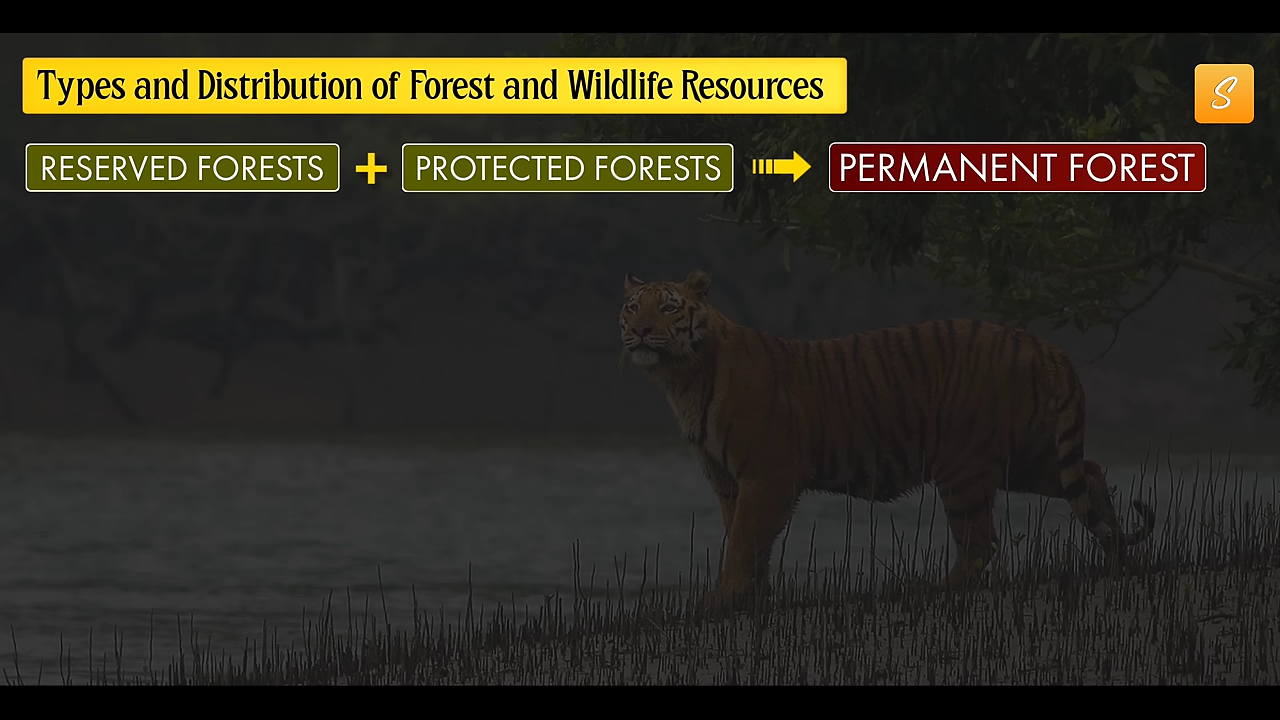 Types and Distribution of Forest and Wildlife Resources
S
RESERVED FORESTS + PROTECTED FORESTS PERMANENT FOREST